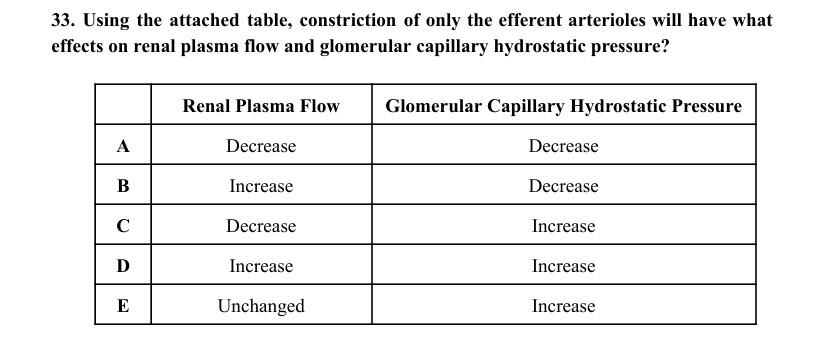 33. Using the attached table, constriction of only the efferent arterioles will have what
effects on renal plasma flow and glomerular capillary hydrostatic pressure?
Renal Plasma Flow Glomerular Capillary Hydrostatic Pressure
A Decrease Decrease
B Increase Decrease
C Decrease Increase
D Increase Increase
E Unchanged Increase